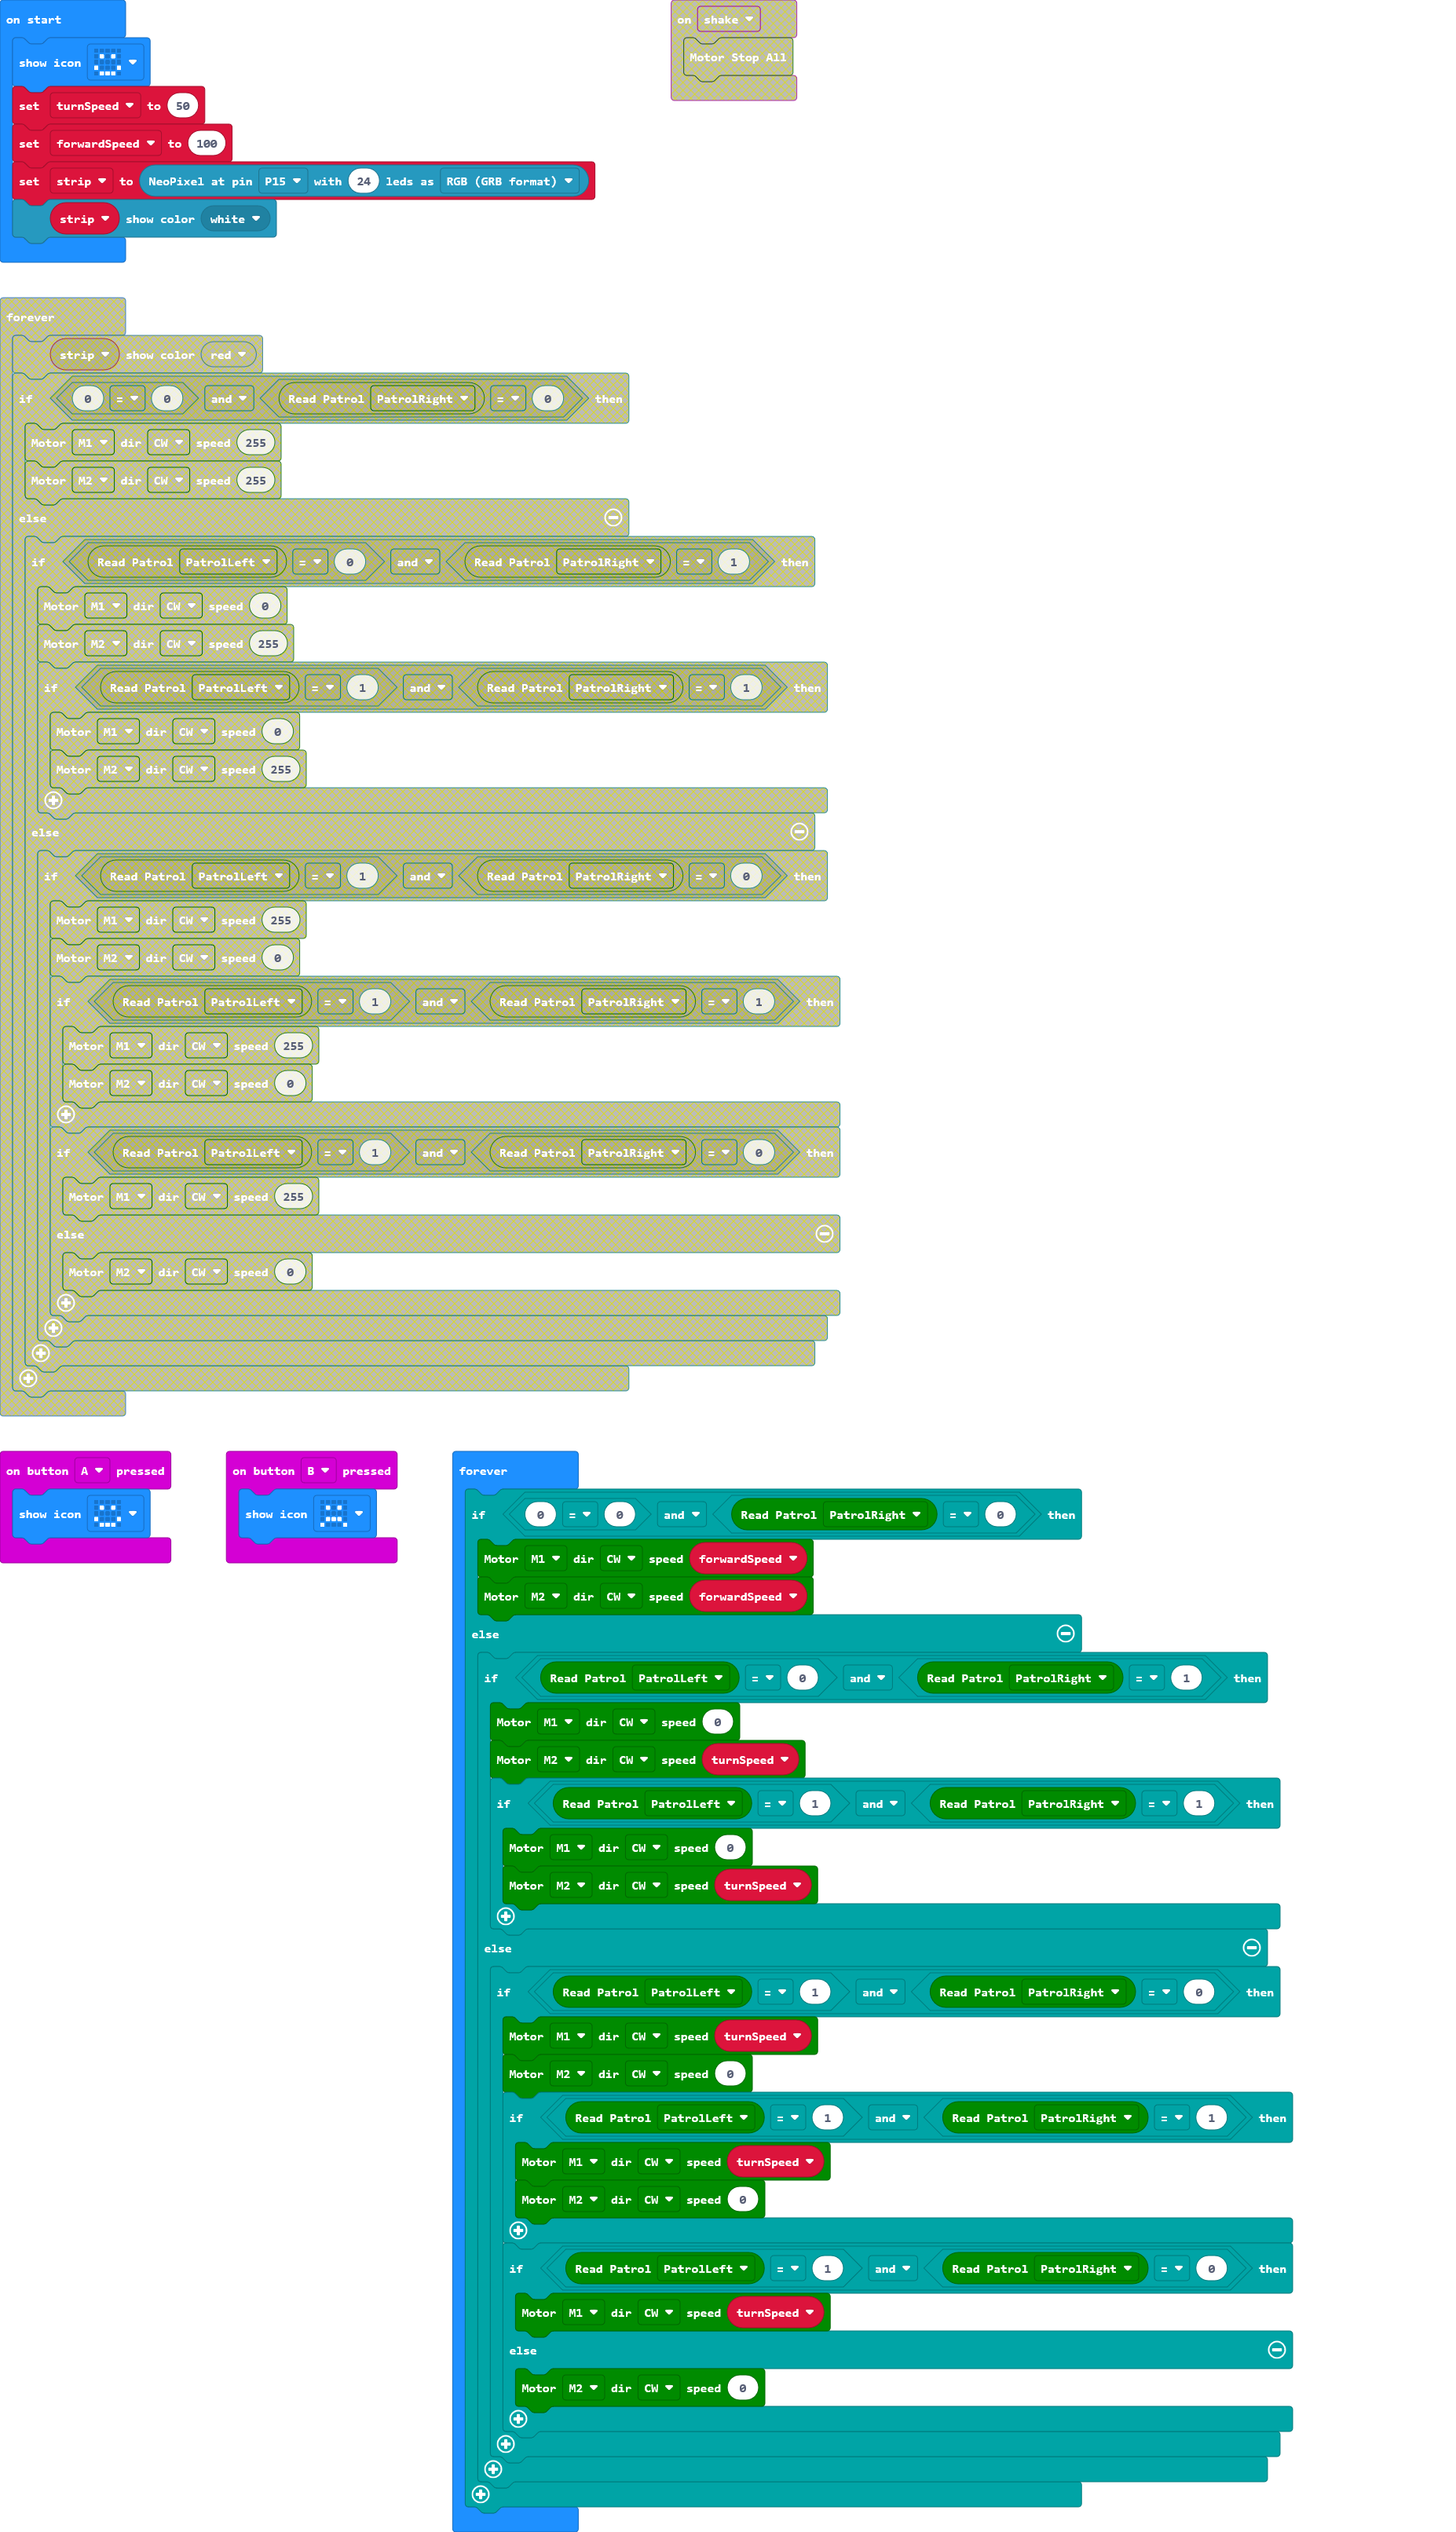 on start
show icon
set turnSpeed to 50
set forwardSpeed to 100
set strip to NeoPixel at pin P15 with 24 leds as RGB (GRB format)
strip show color white
on shake
Motor Stop All
forever
strip show color red
if 0 = 0 and Read Patrol PatrolRight = 0 then
Motor M1 dir CW speed 255
Motor M2 dir CW speed 255
else
if Read Patrol PatrolLeft = 0 and Read Patrol PatrolRight = 1 then
Motor M1 dir CW speed 0
Motor M2 dir CW speed 255
if Read Patrol PatrolLeft = 1 and Read Patrol PatrolRight = 1 then
Motor M1 dir CW speed 0
Motor M2 dir CW speed 255
else
if Read Patrol PatrolLeft = 1 and Read Patrol PatrolRight = 0 then
Motor M1 dir CW speed 255
Motor M2 dir CW speed 0
if Read Patrol PatrolLeft = 1 and Read Patrol PatrolRight = 1 then
Motor M1 dir CW speed 255
Motor M2 dir CW speed 0
if Read Patrol PatrolLeft = 1 and Read Patrol PatrolRight = 0 then
Motor M1 dir CW speed 255
else
Motor M2 dir CW speed 0
on button A pressed
show icon
on button B pressed
show icon
forever
if 0 = 0 and Read Patrol PatrolRight = 0 then
Motor M1 dir CW speed forwardSpeed
Motor M2 dir CW speed forwardSpeed
else
if Read Patrol PatrolLeft = 0 and Read Patrol PatrolRight = 1 then
Motor M1 dir CW speed 0
Motor M2 dir CW speed turnSpeed
if Read Patrol PatrolLeft = 1 and Read Patrol PatrolRight = 1 then
Motor M1 dir CW speed 0
Motor M2 dir CW speed turnSpeed
else
if Read Patrol PatrolLeft = 1 and Read Patrol PatrolRight = 0 then
Motor M1 dir CW speed turnSpeed
Motor M2 dir CW speed 0
if Read Patrol PatrolLeft = 1 and Read Patrol PatrolRight = 1 then
Motor M1 dir CW speed turnSpeed
Motor M2 dir CW speed 0
if Read Patrol PatrolLeft = 1 and Read Patrol PatrolRight = 0 then
Motor M1 dir CW speed turnSpeed
else
Motor M2 dir CW speed 0